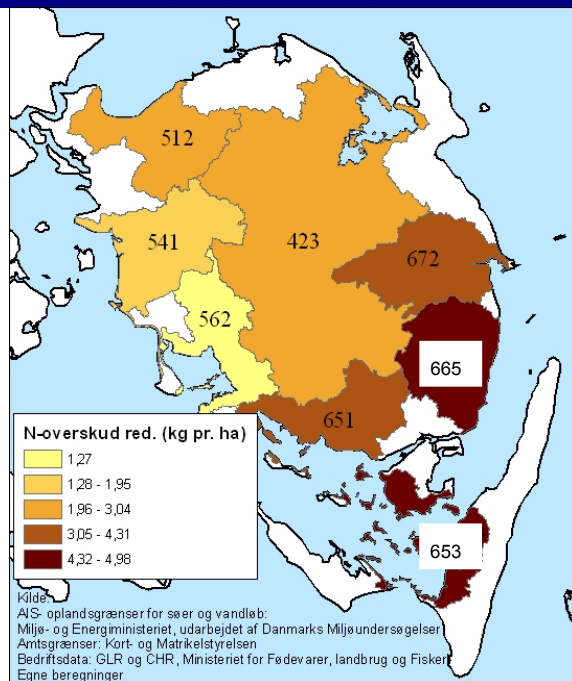 512
541
423
672
562
665
651
N-overskud red. (kg pr. ha)
1,27
1,28 - 1,95
1,96 - 3,04
3,05 - 4,31
4,32 - 4,98
653
Kilde:
AIS- oplandsgrænser for søer og vandløb:
Miljø- og Energiministeriet, udarbejdet af Danmarks Miljøundersøgelser
Amtsgrænser: Kort- og Matrikelstyrelsen
Bedriftsdata: GLR og CHR, Ministeriet for Fødevarer, landbrug og Fisker
Egne beregninger